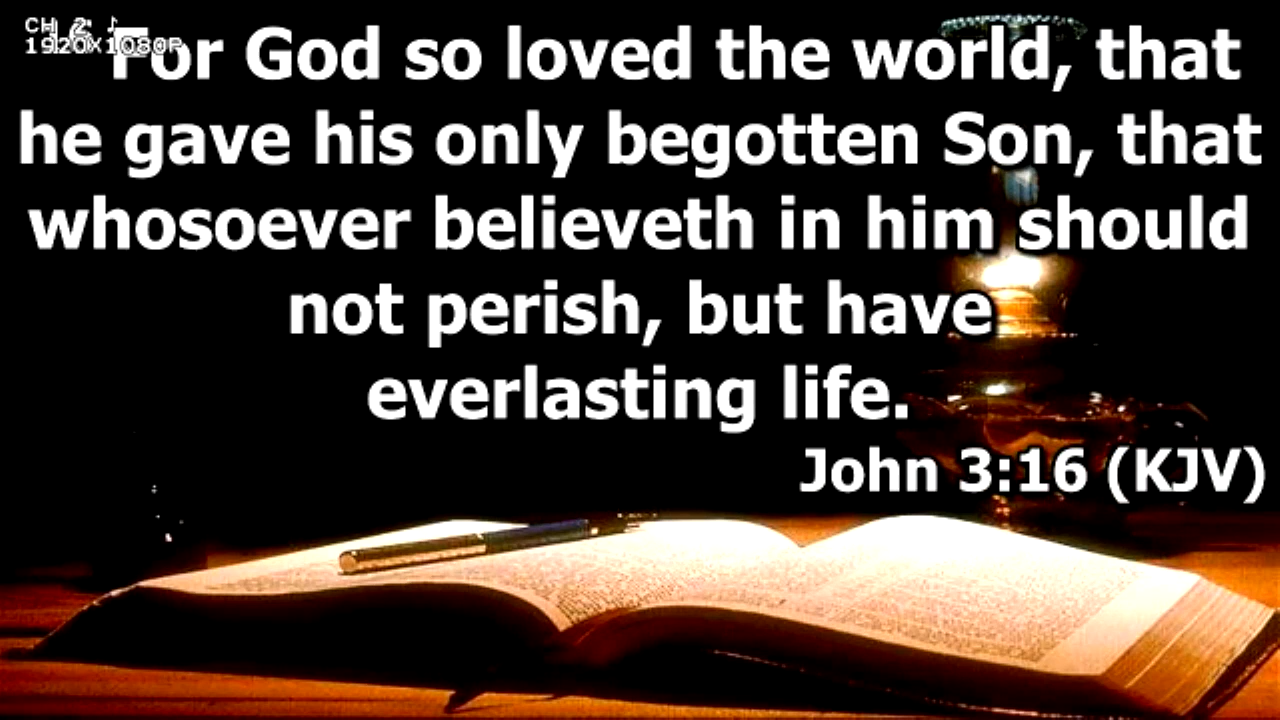 CH 2 ♪
1920X1080P
For God so loved the world, that
he gave his only begotten Son, that
whosoever believeth in him should
not perish, but have
everlasting life.
John 3:16 (KJV)